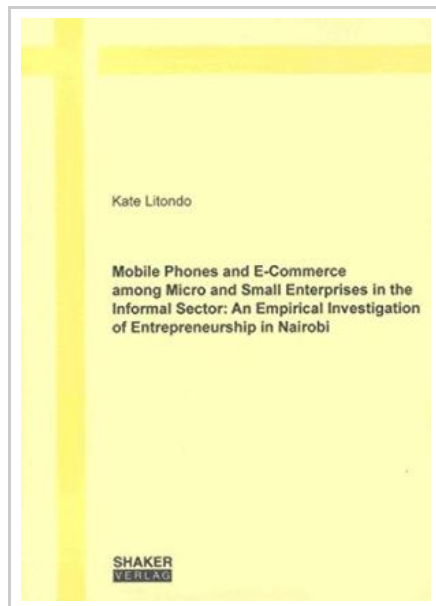 Kate Litondo
Mobile Phones and E-Commerce
among Micro and Small Enterprises in the
Informal Sector: An Empirical Investigation
of Entrepreneurship in Nairobi
SHAKER
VERLAG